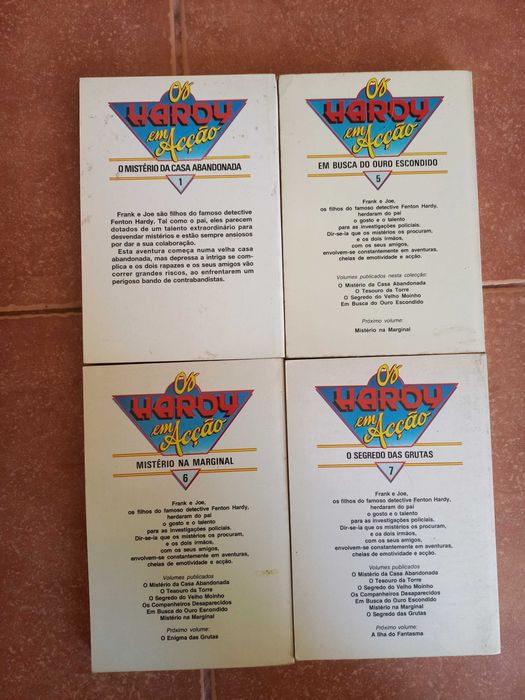 Os
HARDY
em Acção
O MISTÉRIO DA CASA ABANDONADA
1
Frank e Joe são filhos do famoso detective
Fenton Hardy. Tal como o pai, eles parecem
dotados de um talento extraordinário para
desvendar mistérios e estão sempre ansiosos
por dar a sua colaboração.
Esta aventura começa numa velha casa
abandonada, mas depressa a intriga se com-
plica e os dois rapazes e os seus amigos vão
correr grandes riscos, ao enfrentarem um
perigoso bando de contrabandistas.
Os
HARDY
em Acção
EM BUSCA DO OURO ESCONDIDO
5
Frank e Joe,
os filhos do famoso detective Fenton Hardy,
herdaram do pai
o gosto e o talento
para as investigações policiais.
Dir-se-ia que os mistérios os procuram,
e os dois irmãos,
com os seus amigos,
envolvem-se constantemente em aventuras,
cheias de emotividade e acção.
Volumes publicados nesta colecção:
O Mistério da Casa Abandonada
O Tesouro da Torre
O Segredo do Velho Moinho
Em Busca do Ouro Escondido
Próximo volume:
Mistério na Marginal
Os
HARDY
em Acção
MISTÉRIO NA MARGINAL
6
Frank e Joe,
os filhos do famoso detective Fenton Hardy,
herdaram do pai
o gosto e o talento
para as investigações policiais.
Dir-se-ia que os mistérios os procuram,
e os dois irmãos,
com os seus amigos,
envolvem-se constantemente em aventuras,
cheias de emotividade e acção.
Volumes publicados
O Mistério da Casa Abandonada
O Tesouro da Torre
O Segredo do Velho Moinho
Os Companheiros Desaparecidos
Em Busca do Ouro Escondido
Mistério na Marginal
Próximo volume:
O Enigma das Grutas
Os
HARDY
em Acção
O SEGREDO DAS GRUTAS
7
Frank e Joe,
os filhos do famoso detective Fenton Hardy,
herdaram do pai
o gosto e o talento
para as investigações policiais.
Dir-se-ia que os mistérios os procuram,
e os dois irmãos,
com os seus amigos,
envolvem-se constantemente em aventuras,
cheias de emotividade e acção.
Volumes publicados
O Mistério da Casa Abandonada
O Tesouro da Torre
O Segredo do Velho Moinho
Os Companheiros Desaparecidos
Em Busca do Ouro Escondido
Mistério na Marginal
O Segredo das Grutas
Próximo volume:
A Ilha do Fantasma